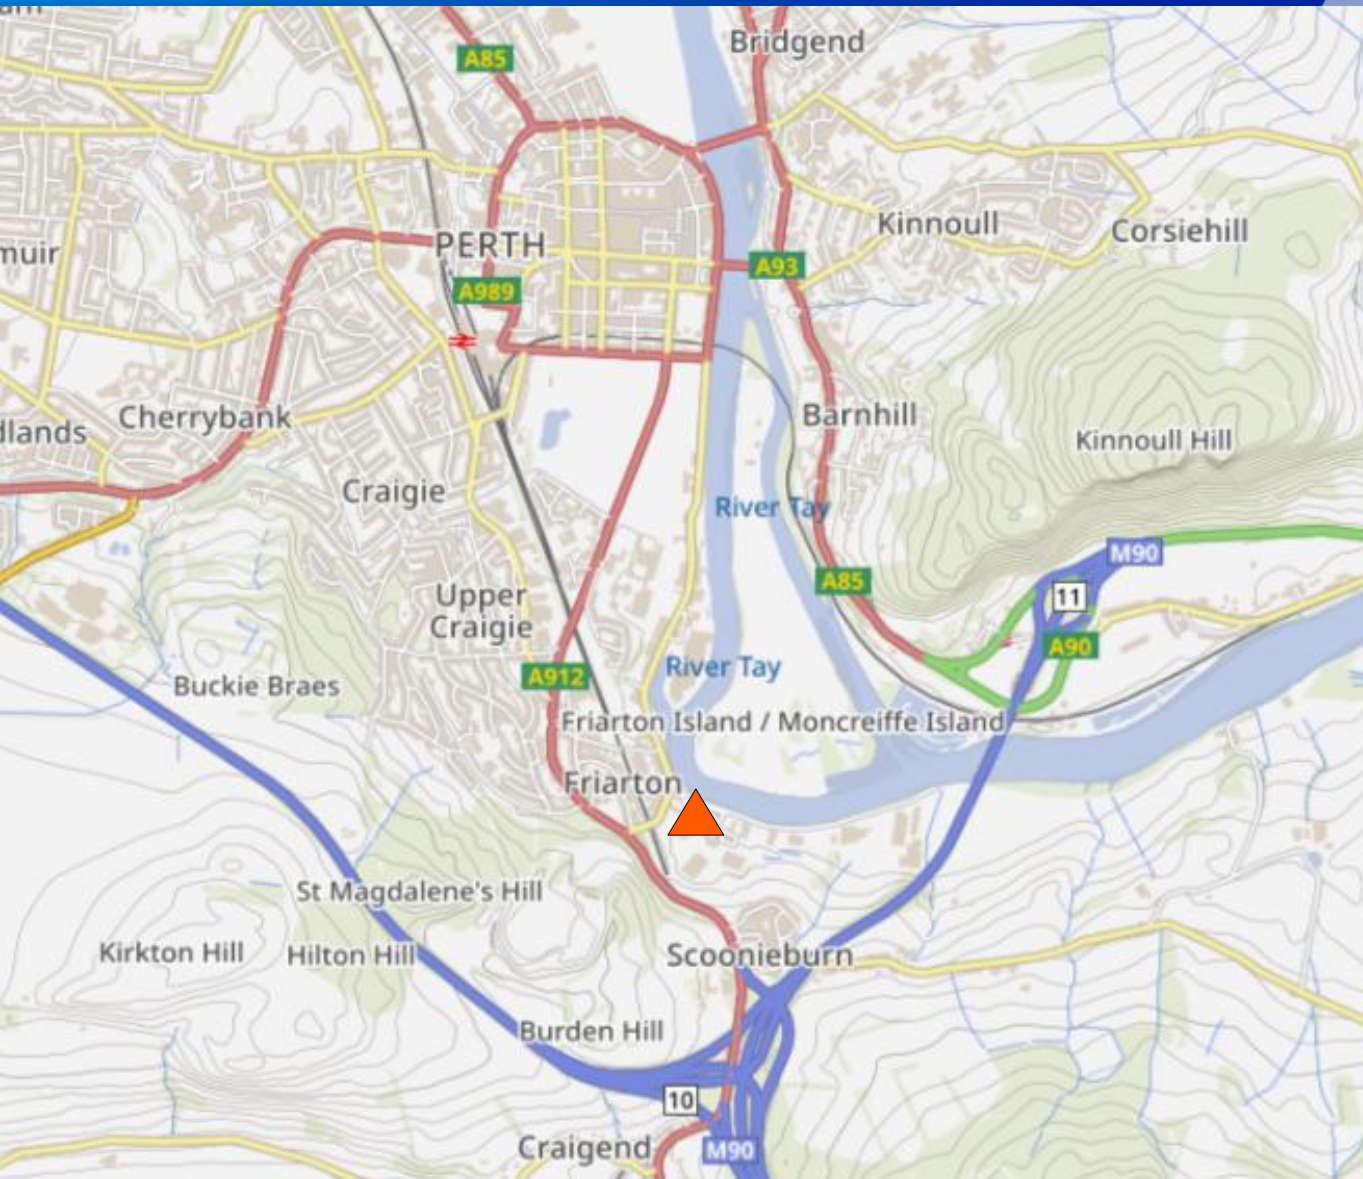 Bridgend
A85
Kinnoull
Corsiehill
muir
PERTH
A93
A989
Cherrybank
Barnhill
dlands
Kinnoull Hill
Craigie
River Tay
M90
A85
11
Upper
Craigie
A90
River Tay
A912
Buckie Braes
Friarton Island / Moncreiffe Island
Friarton
St Magdalene's Hill
Kirkton Hill
Hilton Hill
Scoonieburn
Burden Hill
10
Craigend
M90